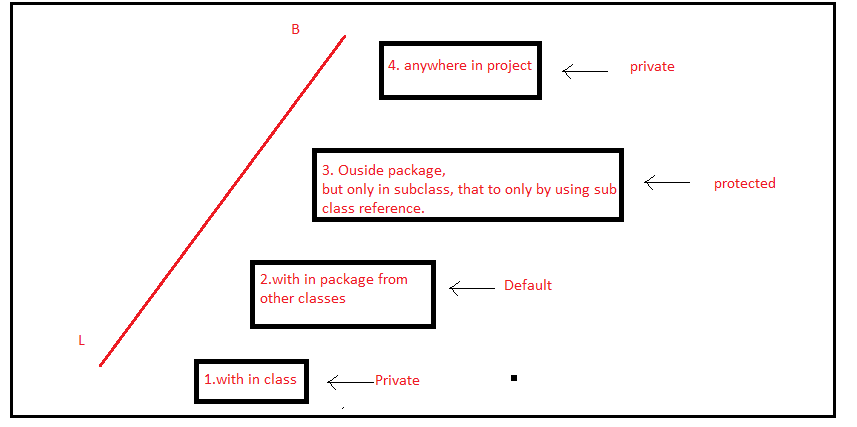 B
4. anywhere in project
private
3. Ouside package,
but only in subclass, that to only by using sub
class reference.
protected
2.with in package from
other classes
Default
L
1.with in class
Private